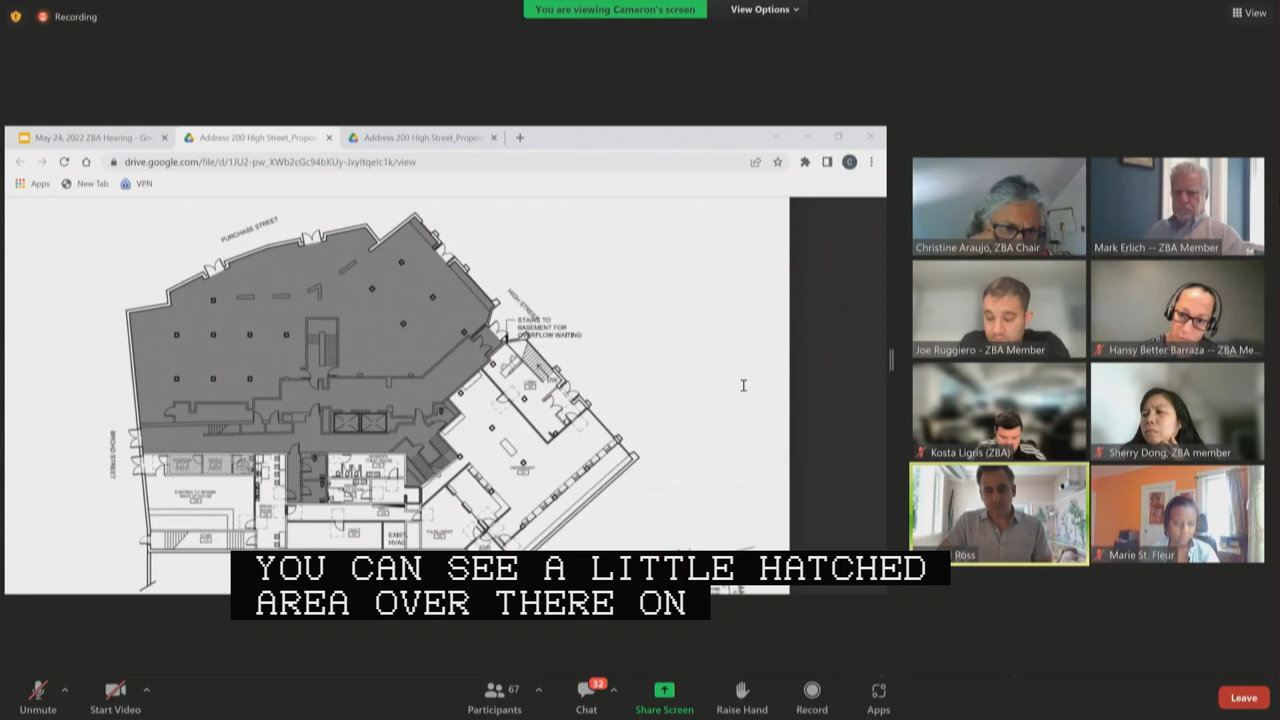 Recording
You are viewing Cameron's screen
View Options
View
May 24, 2022 ZBA Hearing - Go
Address 200 High Street_Propos
Address 200 High Street_Propos
drive.google.com/file/d/1JU2-pw_XWb2cGc94bKUy-JxyItqeIc1k/view
Apps
New Tab
VPN
PURCHASE STREET
HIGH STREET
STAIRS TO
BASEMENT FOR
OVERFLOW WAITING
BROAD STREET
EXIST.
HVAC
Christine Araujo, ZBA Chair
Mark Erlich -- ZBA Member
Joe Ruggiero - ZBA Member
Hansy Better Barraza -- ZBA Me...
Kosta Ligris (ZBA)
Sherry Dong, ZBA member
Ross
Marie St. Fleur
YOU CAN SEE A LITTLE HATCHED
AREA OVER THERE ON
Unmute
Start Video
Participants
67
Chat
32
Share Screen
Raise Hand
Record
Apps
Leave